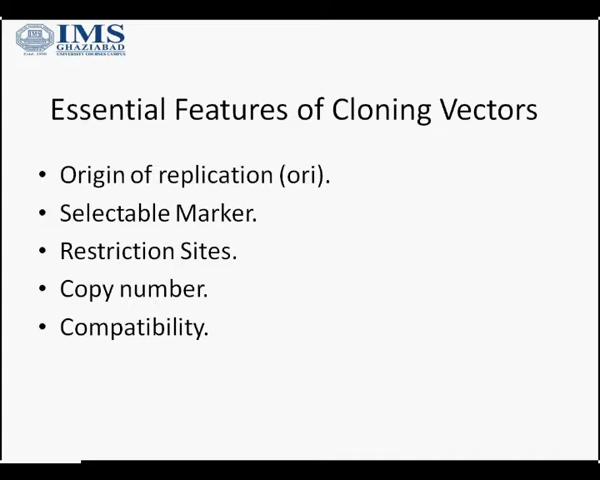 IMS
GHAZIABAD
UNIVERSITY COURSES CAMPUS
Estd. 1990
Essential Features of Cloning Vectors
• Origin of replication (ori).
• Selectable Marker.
• Restriction Sites.
• Copy number.
• Compatibility.